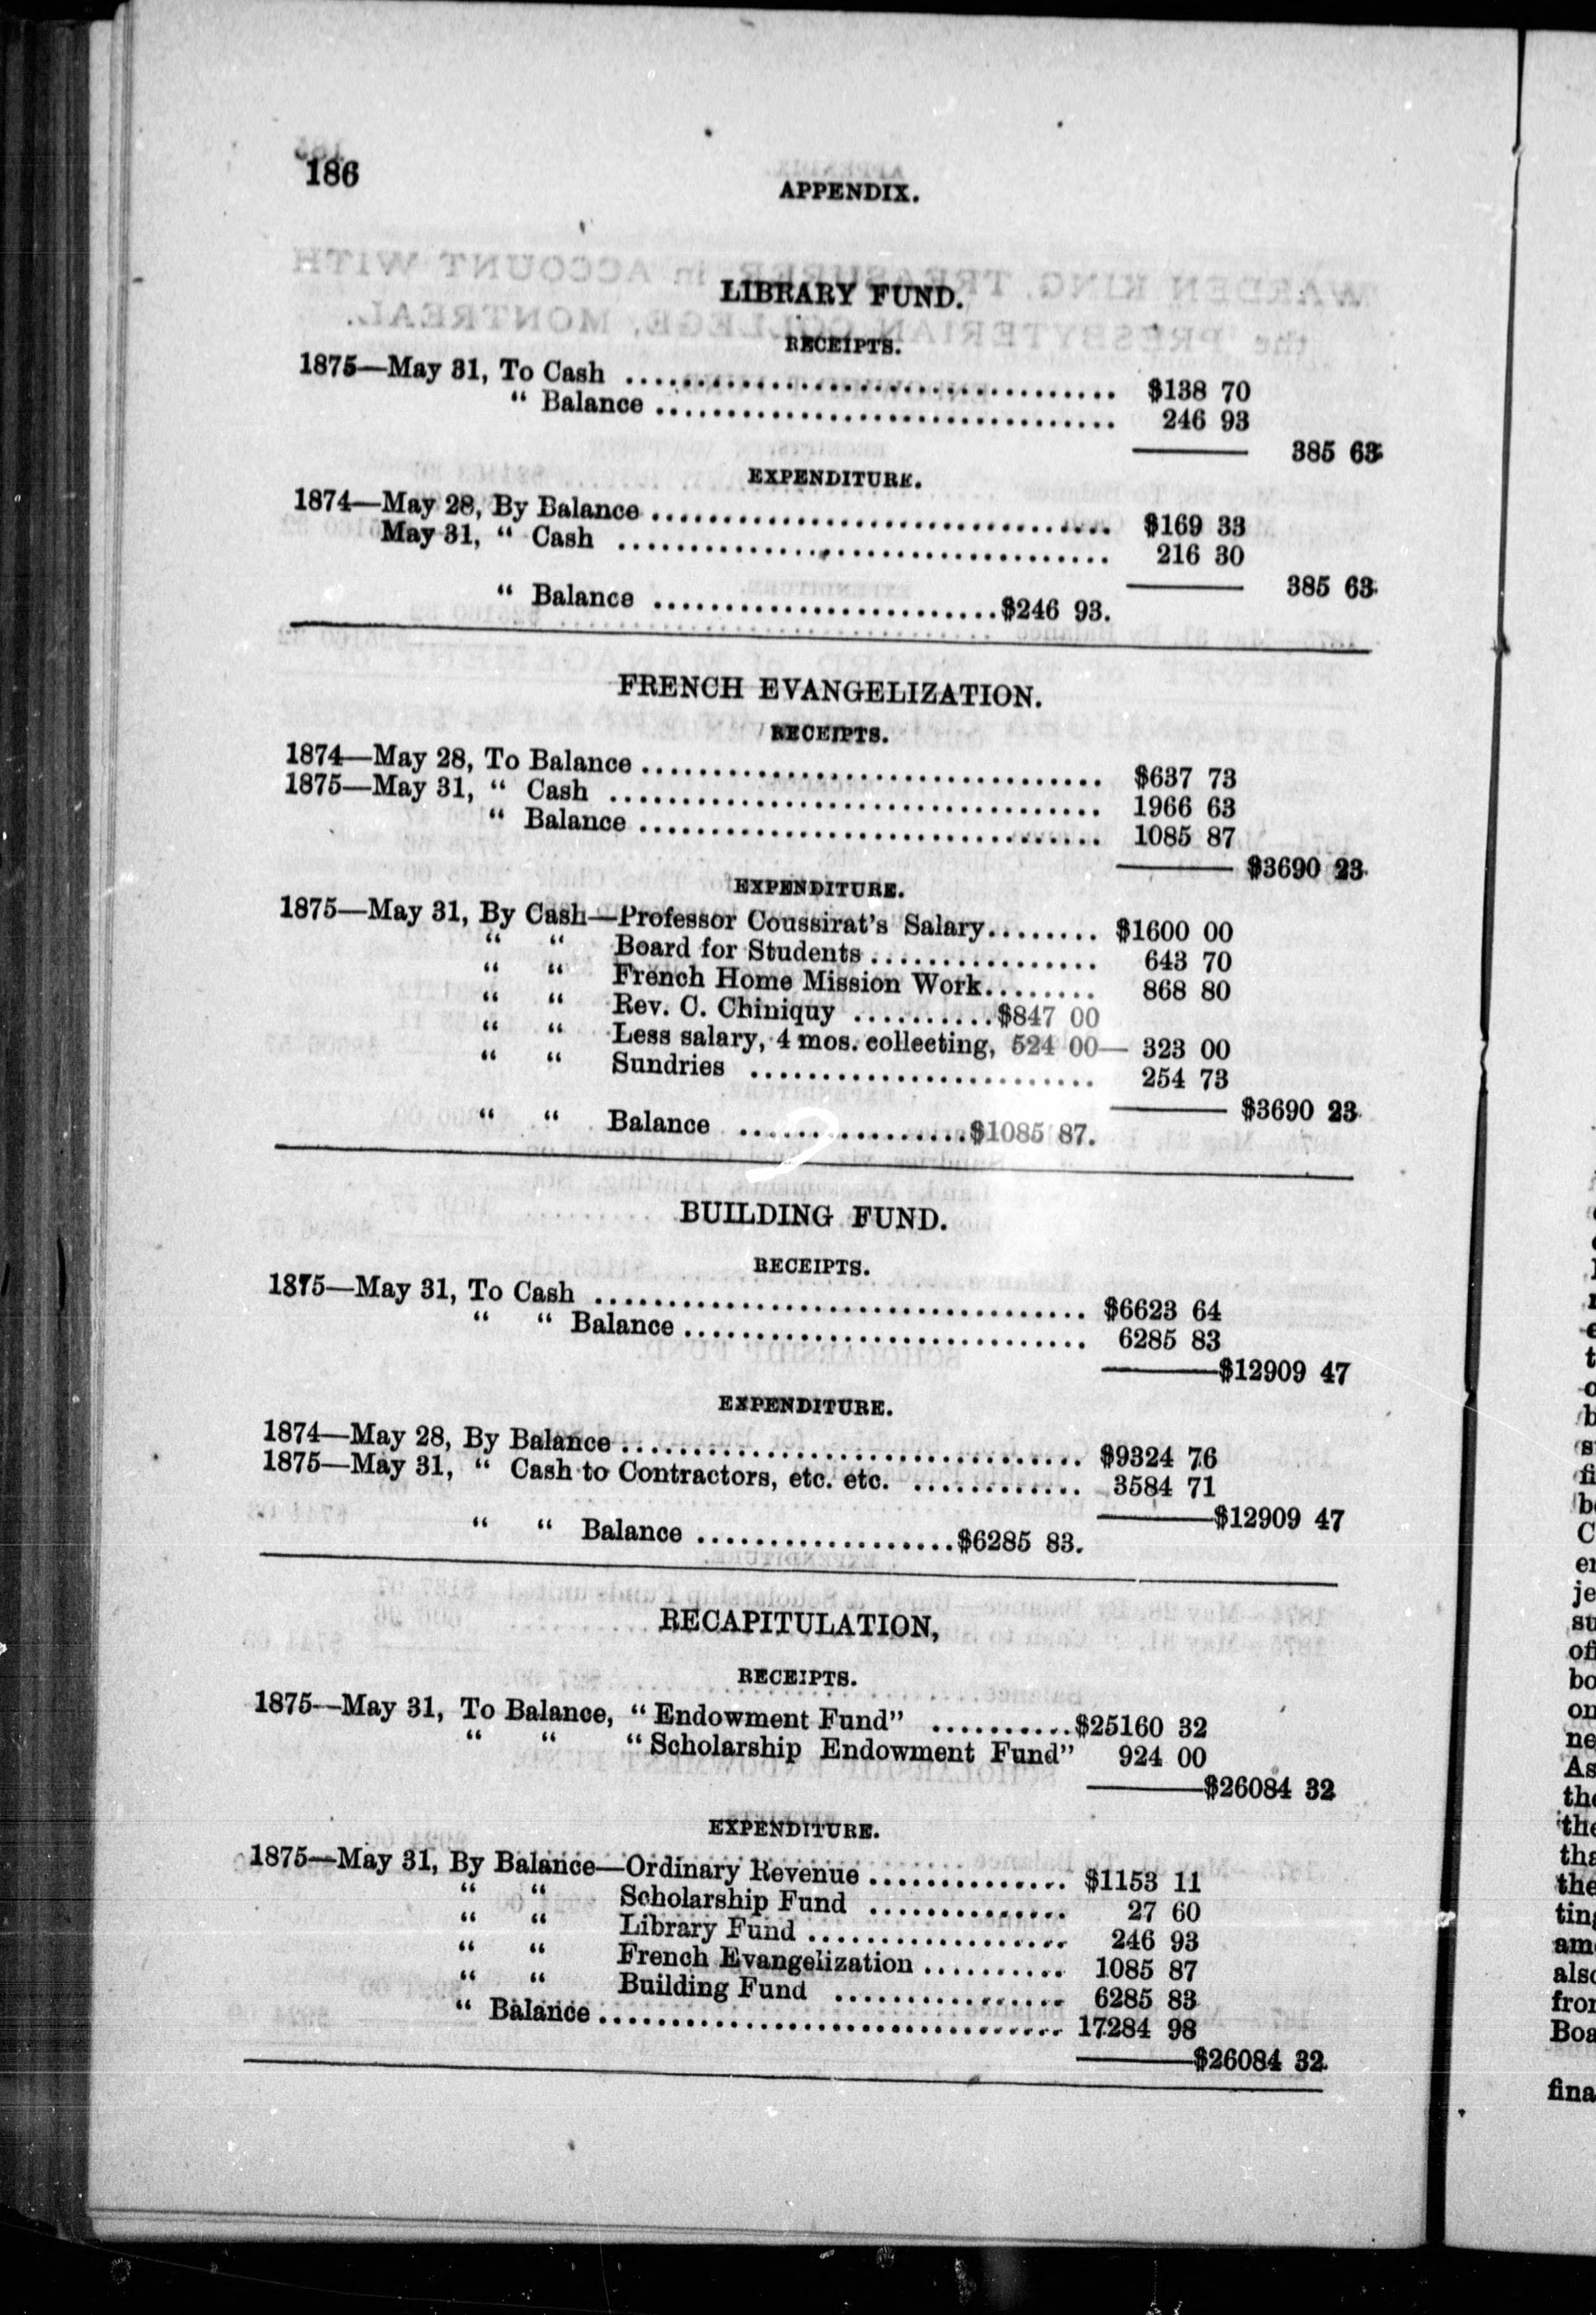 186
APPENDIX.
LIBRARY FUND.
RECEIPTS.
1875—May 31, To Cash .................................. $138 70
“ Balance ................................ 246 93
385 63
EXPENDITURE.
1874—May 28, By Balance ................................ $169 33
May 31, “ Cash .................................. 216 30
385 63
“ Balance ........................$246 93.
FRENCH EVANGELIZATION.
RECEIPTS.
1874—May 28, To Balance ................................ $637 73
1875—May 31, “ Cash .................................. 1966 63
“ Balance ................................ 1085 87
$3690 23
EXPENDITURE.
1875—May 31, By Cash—Professor Coussirat's Salary........ $1600 00
“ “ Board for Students ................ 643 70
“ “ French Home Mission Work........ 868 80
“ “ Rev. C. Chiniquy ..........$847 00
“ “ Less salary, 4 mos. collecting, 524 00— 323 00
“ “ Sundries ........................ 254 73
$3690 23
“ “ Balance ................$1085 87.
BUILDING FUND.
RECEIPTS.
1875—May 31, To Cash .................................. $6623 64
“ “ Balance ............................ 6285 83
$12909 47
EXPENDITURE.
1874—May 28, By Balance ................................ $9324 76
1875—May 31, “ Cash to Contractors, etc. etc. ............ 3584 71
$12909 47
“ “ Balance ..................$6285 83.
RECAPITULATION,
RECEIPTS.
1875—May 31, To Balance, “Endowment Fund” ..........$25160 32
“ “ “Scholarship Endowment Fund” 924 00
$26084 32
EXPENDITURE.
1875—May 31, By Balance—Ordinary Revenue .............. $1153 11
“ “ Scholarship Fund .............. 27 60
“ “ Library Fund .................. 246 93
“ “ French Evangelization .......... 1085 87
“ “ Building Fund ................ 6285 83
“ Balance ................................ 17284 98
$26084 32